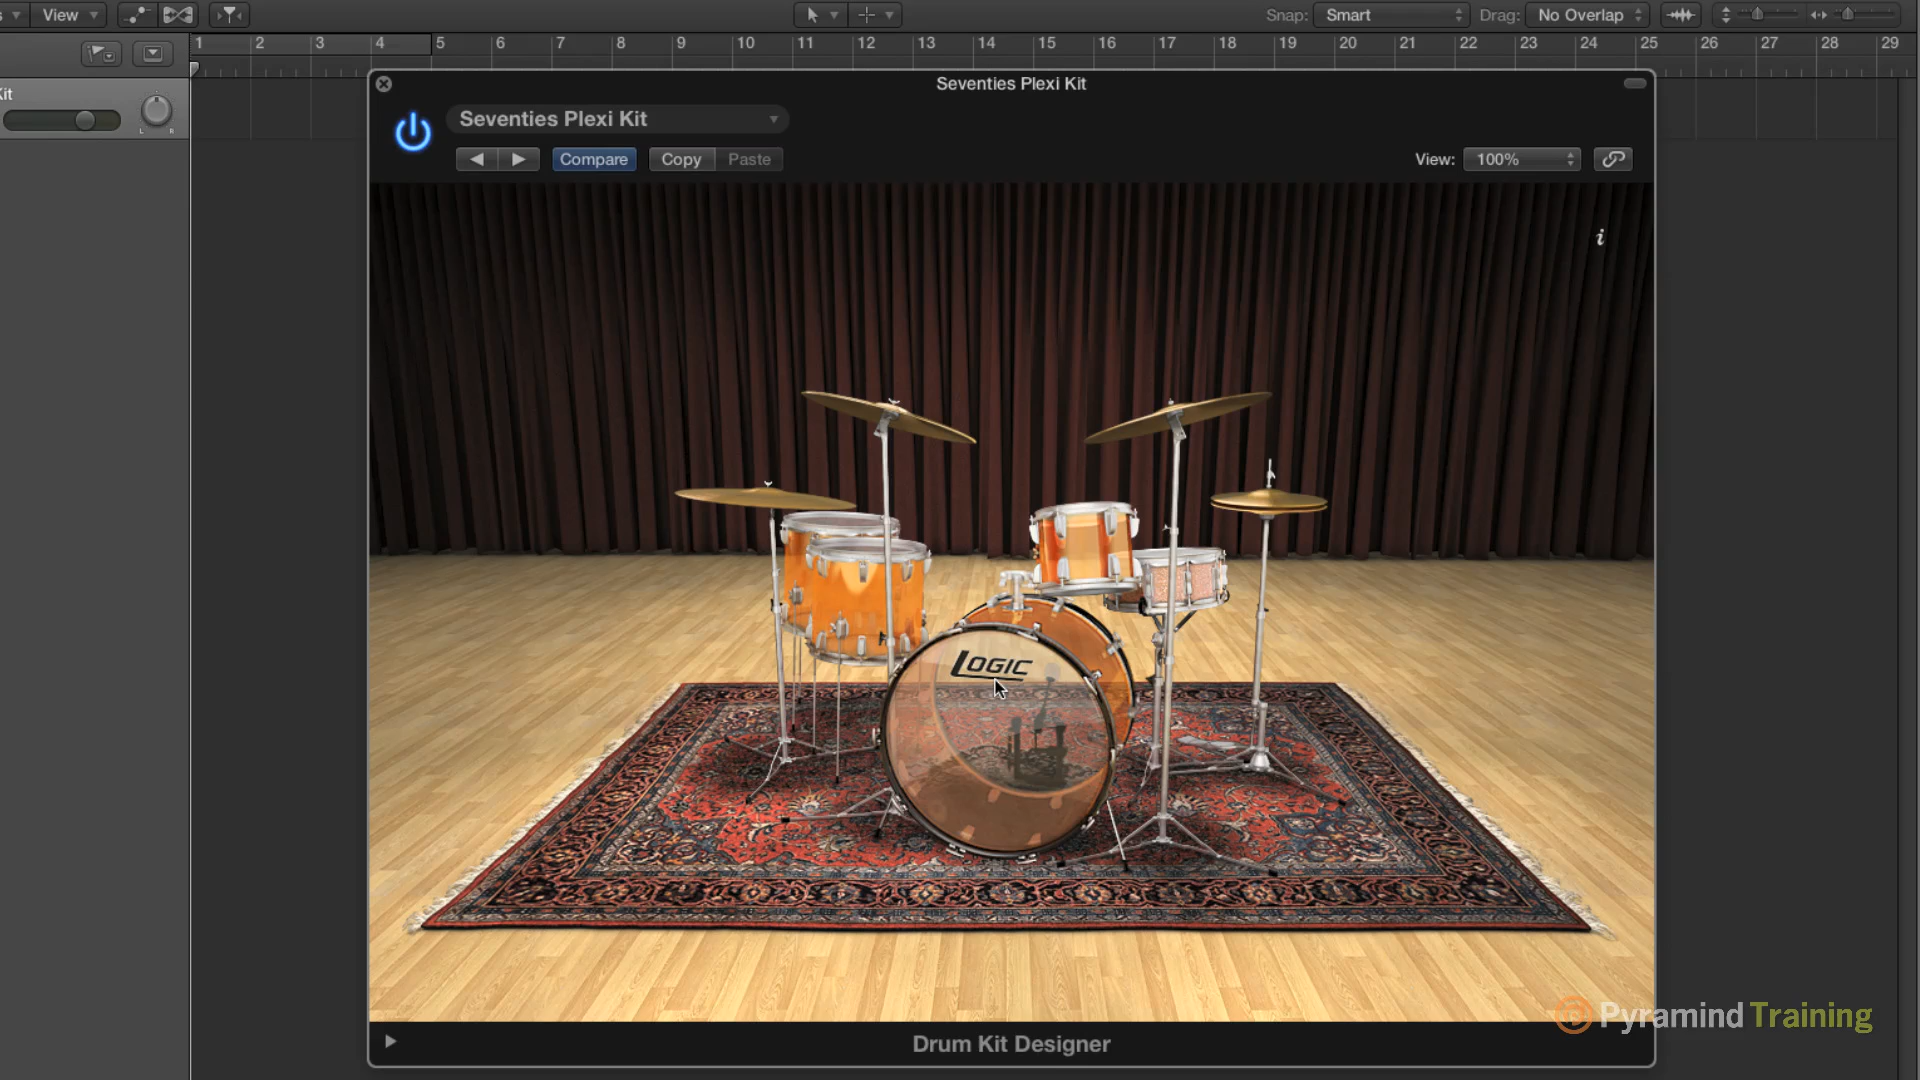 View
Snap: Smart Drag: No Overlap
1 2 3 4 5 6 7 8 9 10 11 12 13 14 15 16 17 18 19 20 21 22 23 24 25 26 27 28 29
Seventies Plexi Kit
Kit
L R
Seventies Plexi Kit
Compare Copy Paste
View: 100%
i
LOGIC
Pyramind Training
Drum Kit Designer